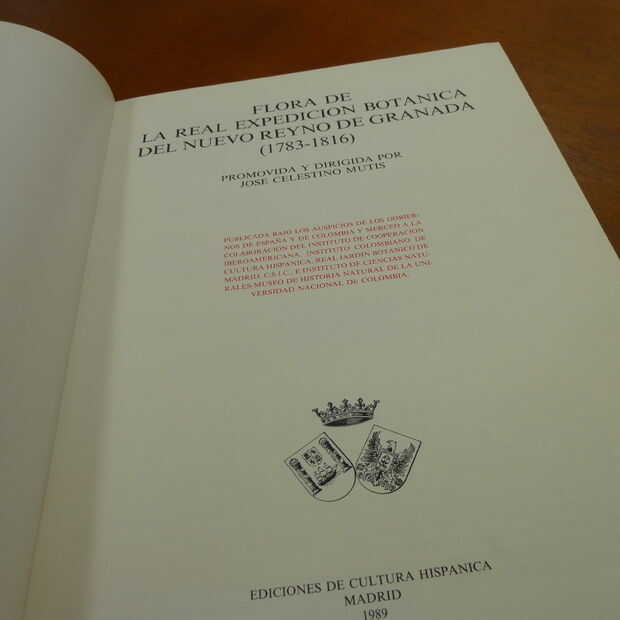 FLORA DE
LA REAL EXPEDICION BOTANICA
DEL NUEVO REYNO DE GRANADA
(1783-1816)
PROMOVIDA Y DIRIGIDA POR
JOSE CELESTINO MUTIS
PUBLICADA BAJO LOS AUSPICIOS DE LOS GOBIER-
NOS DE ESPAÑA Y DE COLOMBIA Y MERCED A LA
COLABORACION DEL INSTITUTO DE COOPERACION
IBEROAMERICANA, INSTITUTO COLOMBIANO DE
CULTURA HISPANICA, REAL JARDIN BOTANICO DE
MADRID, C.S.I.C., E INSTITUTO DE CIENCIAS NATU-
RALES-MUSEO DE HISTORIA NATURAL DE LA UNI-
VERSIDAD NACIONAL DE COLOMBIA.
EDICIONES DE CULTURA HISPANICA
MADRID
1989